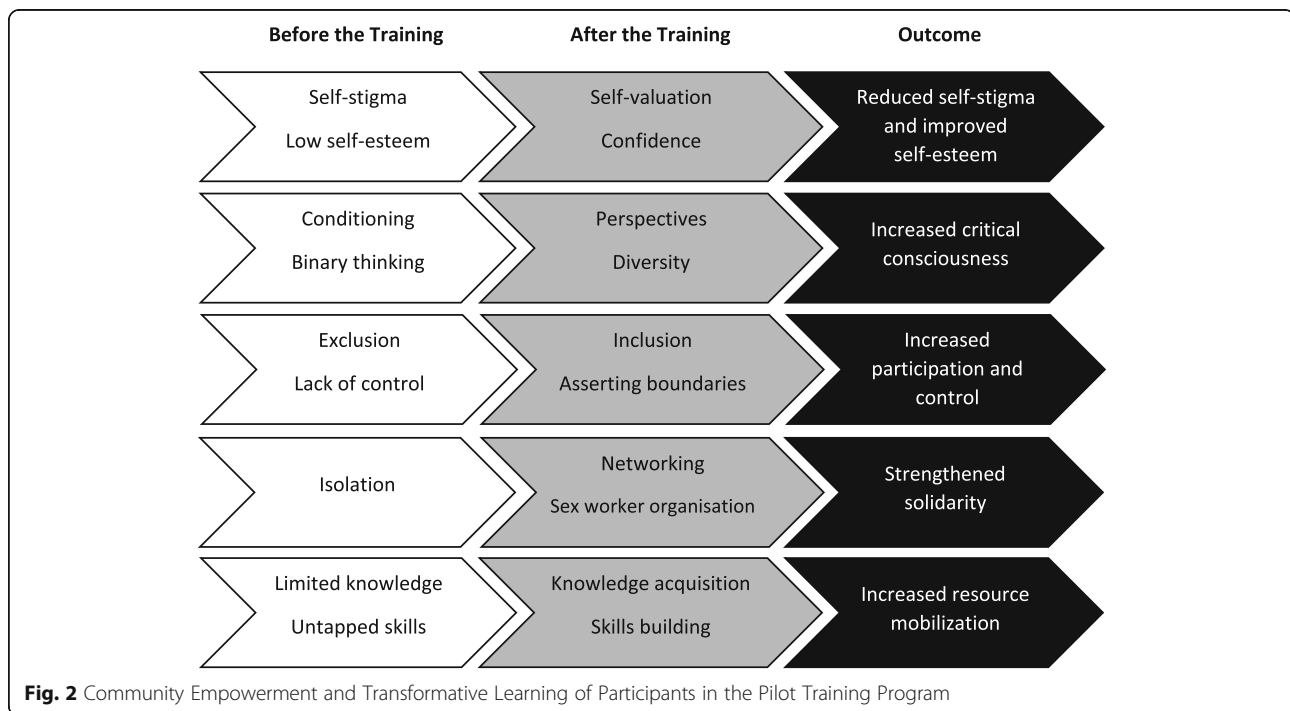 Before the Training
After the Training
Outcome
Self-stigma
Low self-esteem
Self-valuation
Confidence
Reduced self-stigma
and improved
self-esteem
Conditioning
Binary thinking
Perspectives
Diversity
Increased critical
consciousness
Exclusion
Lack of control
Inclusion
Asserting boundaries
Increased
participation and
control
Isolation
Networking
Sex worker organisation
Strengthened
solidarity
Limited knowledge
Untapped skills
Knowledge acquisition
Skills building
Increased resource
mobilization
Fig. 2 Community Empowerment and Transformative Learning of Participants in the Pilot Training Program